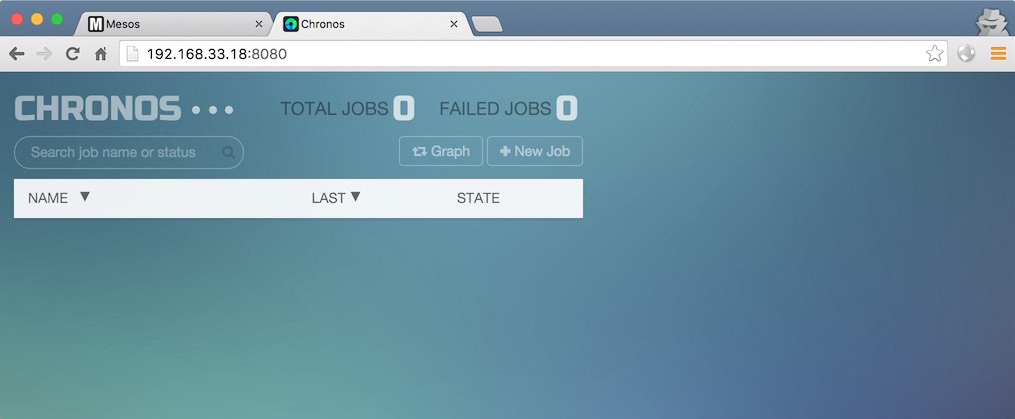 Mesos
Chronos
192.168.33.18:8080
CHRONOS
TOTAL JOBS 0
FAILED JOBS 0
Search job name or status
Graph
New Job
NAME ▼ LAST ▼ STATE